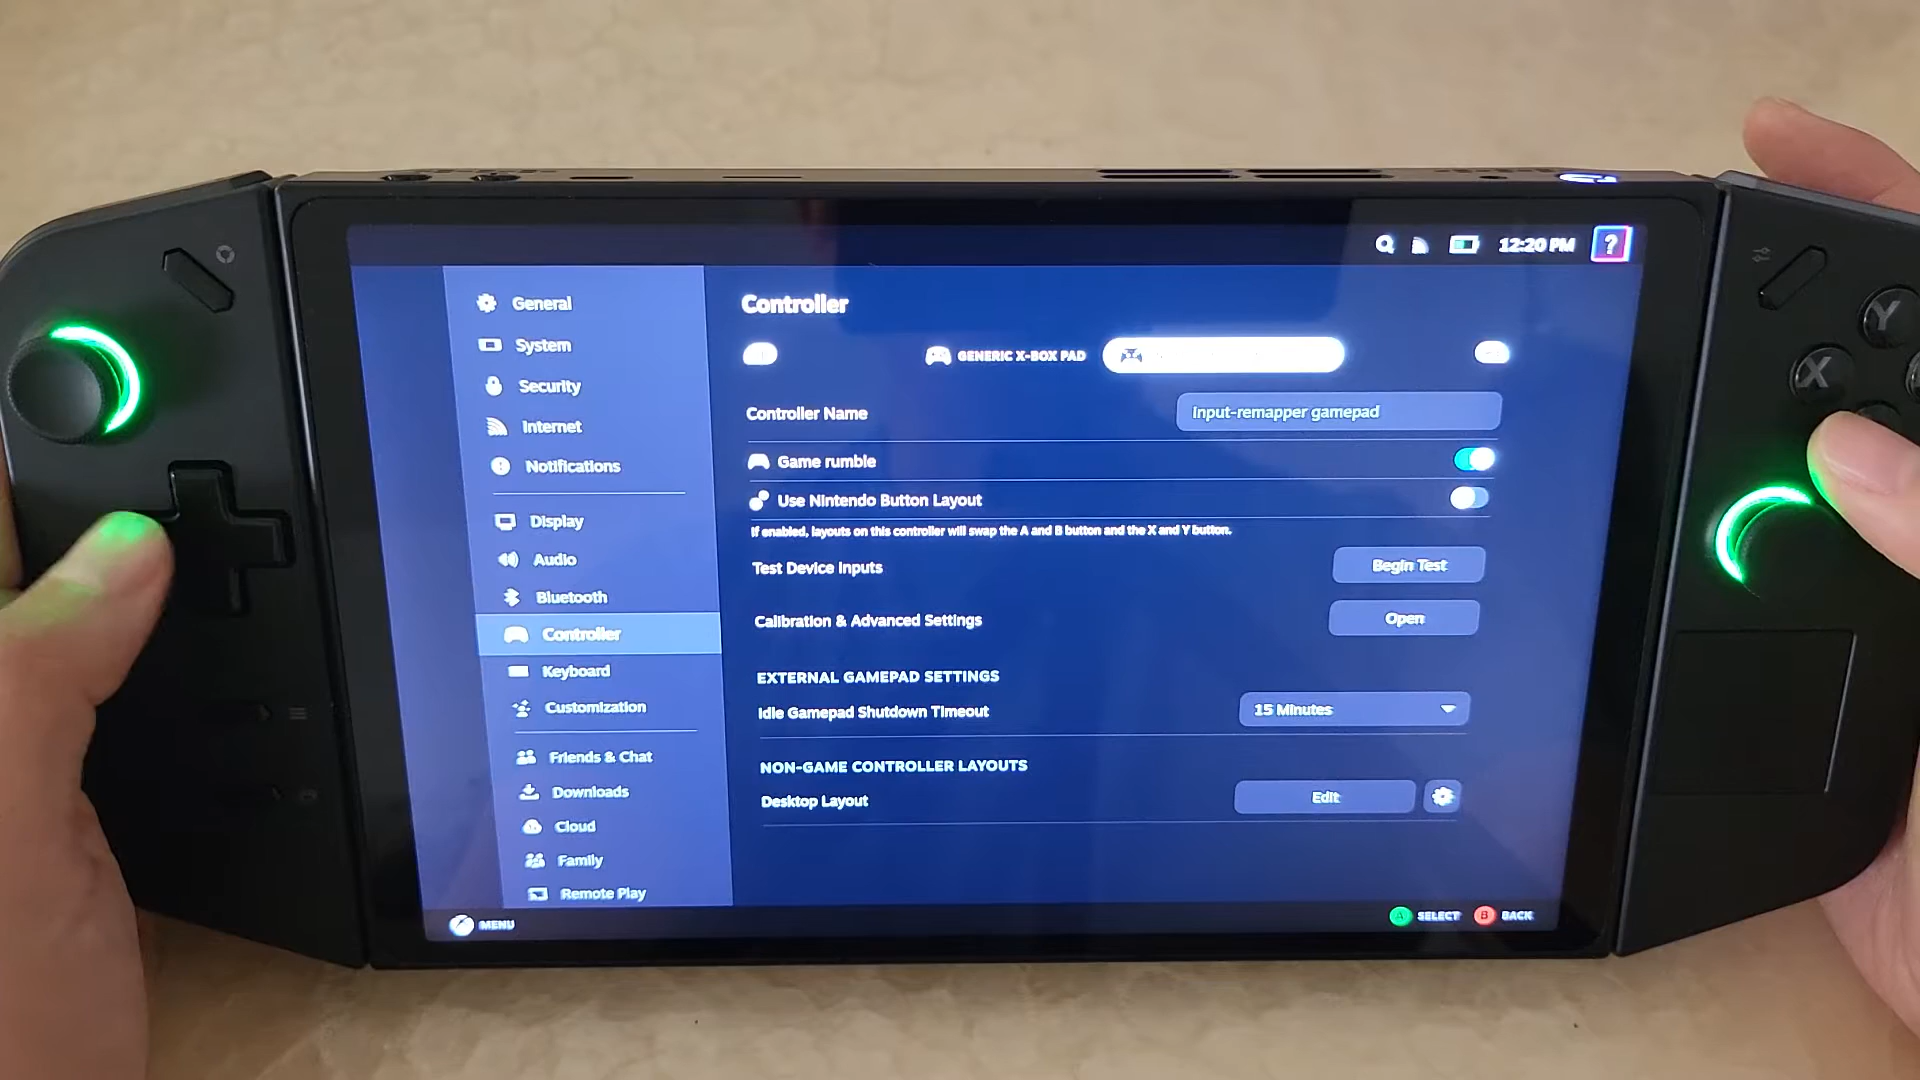 12:20 PM ?
General
System
Security
Internet
Notifications
Display
Audio
Bluetooth
Controller
Keyboard
Customization
Friends & Chat
Downloads
Cloud
Family
Remote Play
Controller
GENERIC X-BOX PAD
Controller Name
Input-remapper gamepad
Game rumble
Use Nintendo Button Layout
If enabled, layouts on this controller will swap the A and B button and the X and Y button.
Test Device Inputs
Begin Test
Calibration & Advanced Settings
Open
EXTERNAL GAMEPAD SETTINGS
Idle Gamepad Shutdown Timeout
15 Minutes
NON-GAME CONTROLLER LAYOUTS
Desktop Layout
Edit
MENU
A SELECT B BACK
Y
X